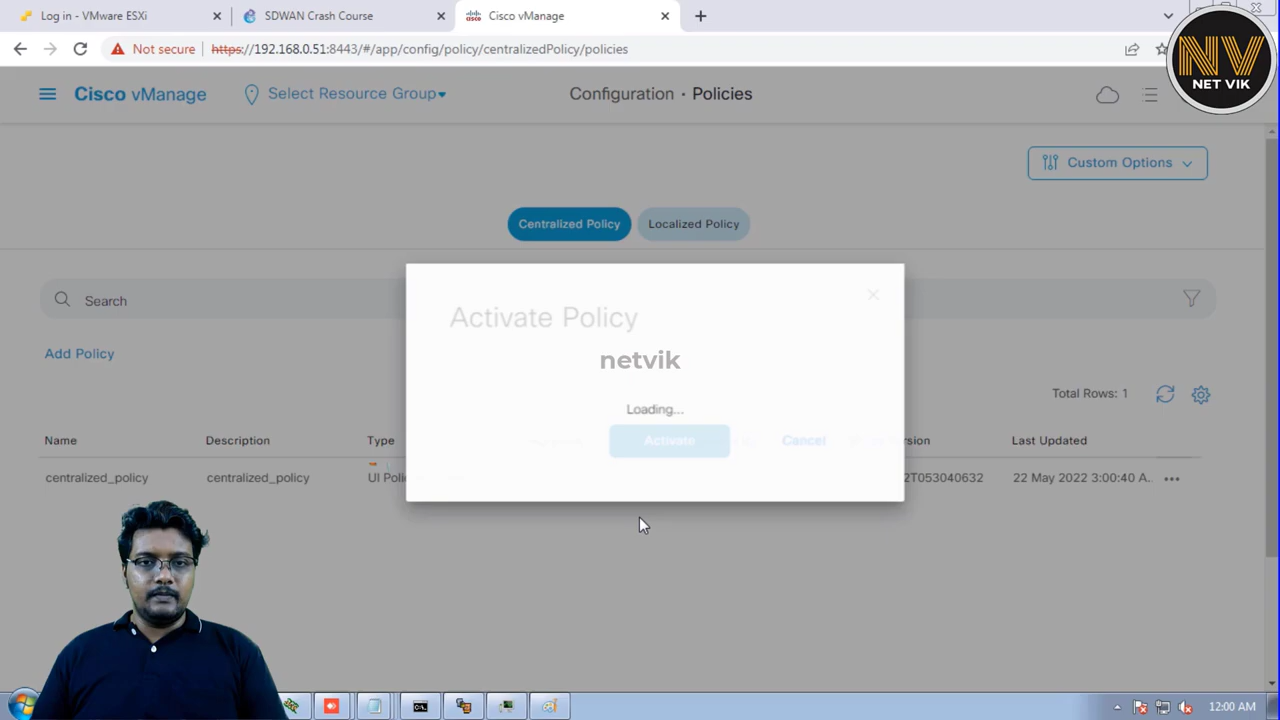 Log in - VMware ESXi
SDWAN Crash Course
Cisco vManage
Not secure
https://192.168.0.51:8443/#/app/config/policy/centralizedPolicy/policies
NV
NET VIK
Cisco vManage
Select Resource Group
Configuration · Policies
Custom Options
Centralized Policy
Localized Policy
Search
Activate Policy
netvik
Add Policy
Total Rows: 1
Loading...
Activate
Cancel
Name
Description
Type
Last Updated
centralized_policy
centralized_policy
2T053040632
22 May 2022 3:00:40 A..
12:00 AM